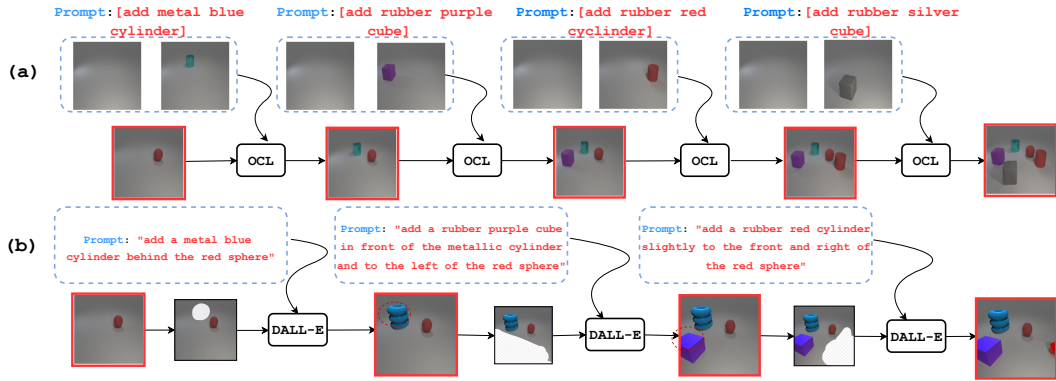 Prompt:[add metal blue
cylinder]
Prompt:[add rubber purple
cube]
Prompt:[add rubber red
cyclinder]
Prompt:[add rubber silver
cube]
(a)
OCL
OCL
OCL
OCL
(b)
Prompt: "add a metal blue
cylinder behind the red sphere"
Prompt: "add a rubber purple cube
in front of the metallic cylinder
and to the left of the red sphere"
Prompt: "add a rubber red cylinder
slightly to the front and right of
the red sphere"
DALL-E
DALL-E
DALL-E